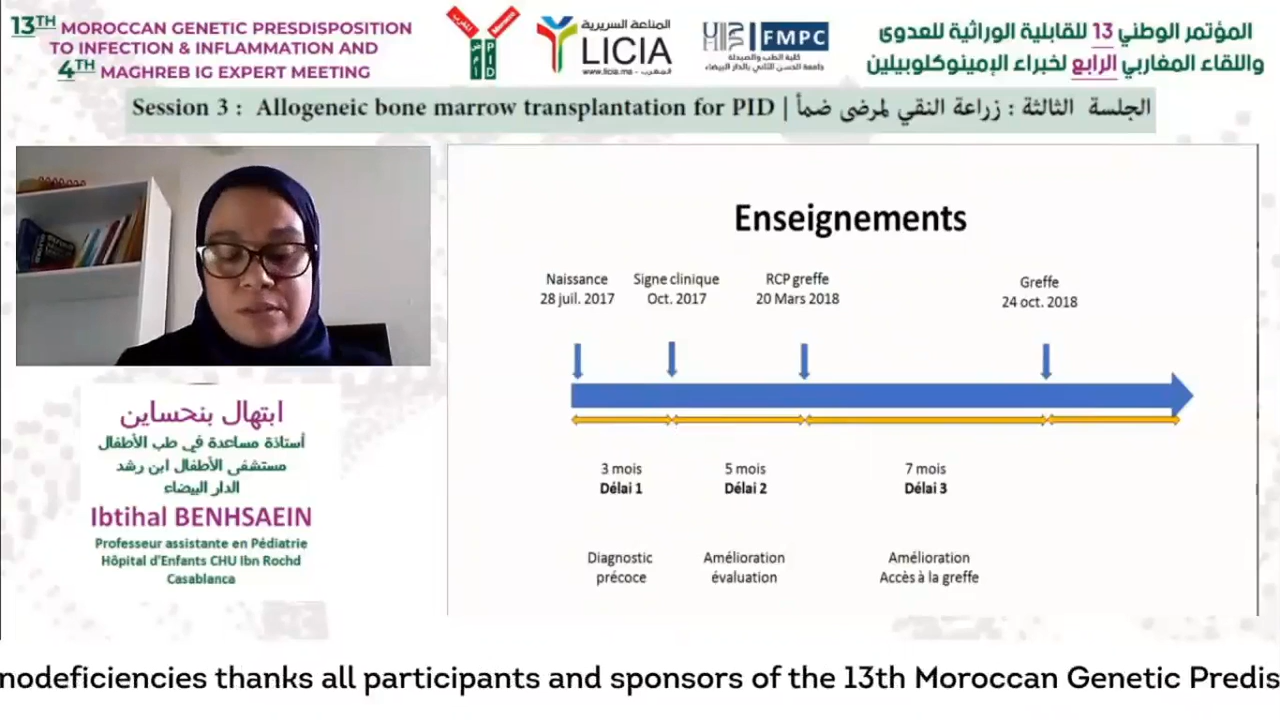 13TH MOROCCAN GENETIC PRESDISPOSITION
TO INFECTION & INFLAMMATION AND
4TH MAGHREB IG EXPERT MEETING
المغرب
Morocco
PID
المناعة السريرية
LICIA
www.licia.ma - المغرب
FMPC
كلية الطب والصيدلة
جامعة الحسن الثاني بالدار البيضاء
المؤتمر الوطني 13 للقابلية الوراثية للعدوى
واللقاء المغاربي الرابع لخبراء الإمينوكلوبيلين
Session 3 : Allogeneic bone marrow transplantation for PID | الجلسة الثالثة : زراعة النقي لمرضى ضمأ
ابتهال بنحساين
أستاذة مساعدة في طب الأطفال
مستشفى الأطفال ابن رشد
الدار البيضاء
Ibtihal BENHSAEIN
Professeur assistante en Pédiatrie
Hôpital d'Enfants CHU Ibn Rochd
Casablanca
Enseignements
Naissance
28 juil. 2017
Signe clinique
Oct. 2017
RCP greffe
20 Mars 2018
Greffe
24 oct. 2018
3 mois
Délai 1
5 mois
Délai 2
7 mois
Délai 3
Diagnostic
précoce
Amélioration
évaluation
Amélioration
Accès à la greffe
nodeficiencies thanks all participants and sponsors of the 13th Moroccan Genetic Predis